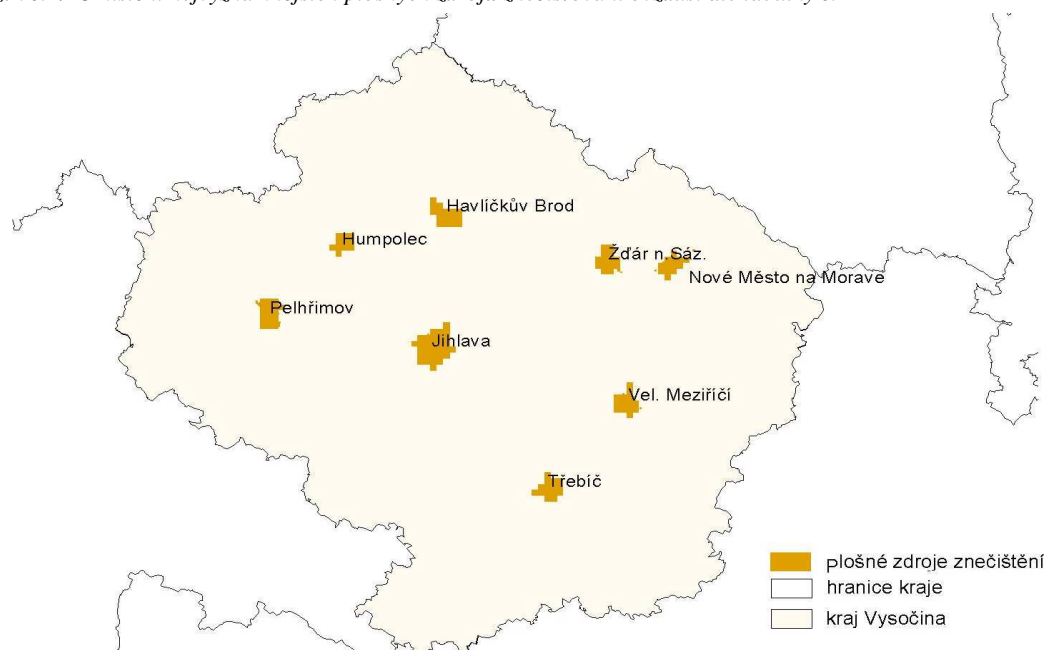 Havlíčkův Brod
Humpolec
Žďár n.Sáz.
Nové Město na Morave
Pelhřimov
Jihlava
Vel. Meziříčí
Třebíč
plošné zdroje znečištění
hranice kraje
kraj Vysočina